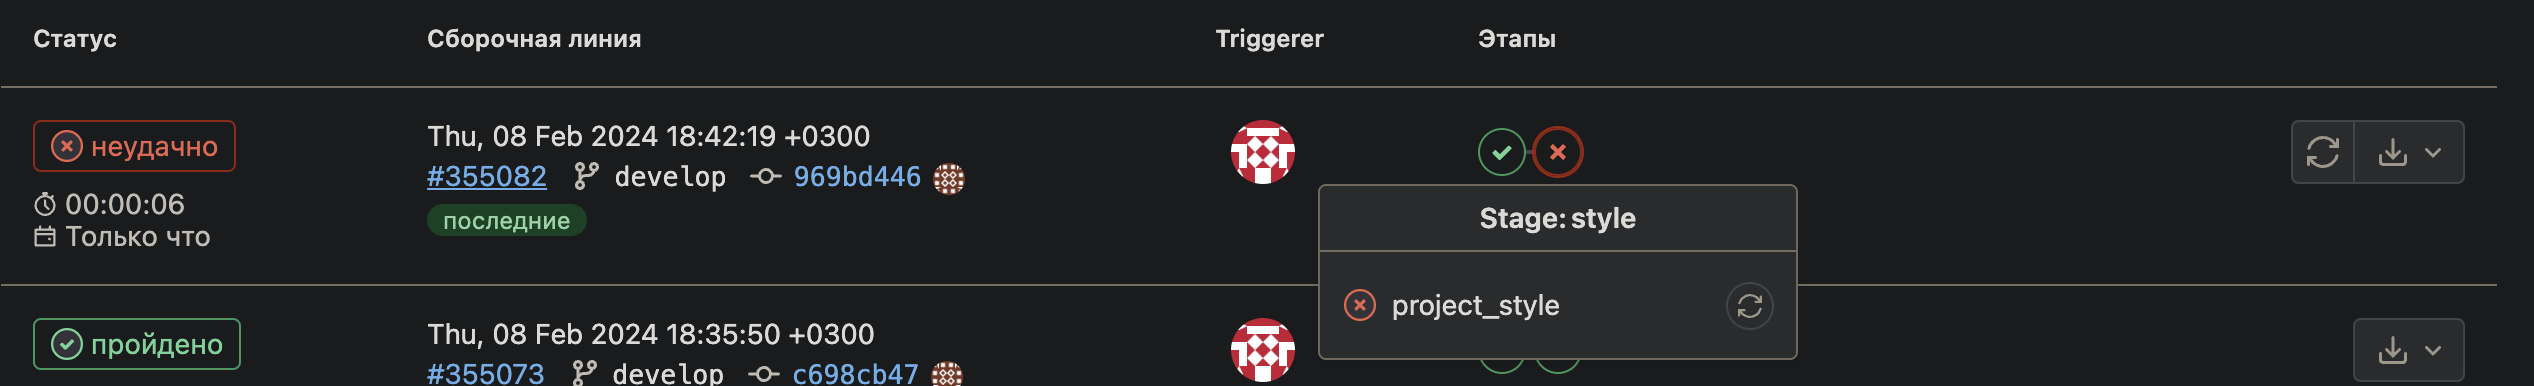 Статус Сборочная линия Triggerer Этапы
неудачно
00:00:06
Только что
Thu, 08 Feb 2024 18:42:19 +0300
#355082 develop 969bd446
последние
Stage: style
project_style
пройдено
Thu, 08 Feb 2024 18:35:50 +0300
#355073 develop c698cb47